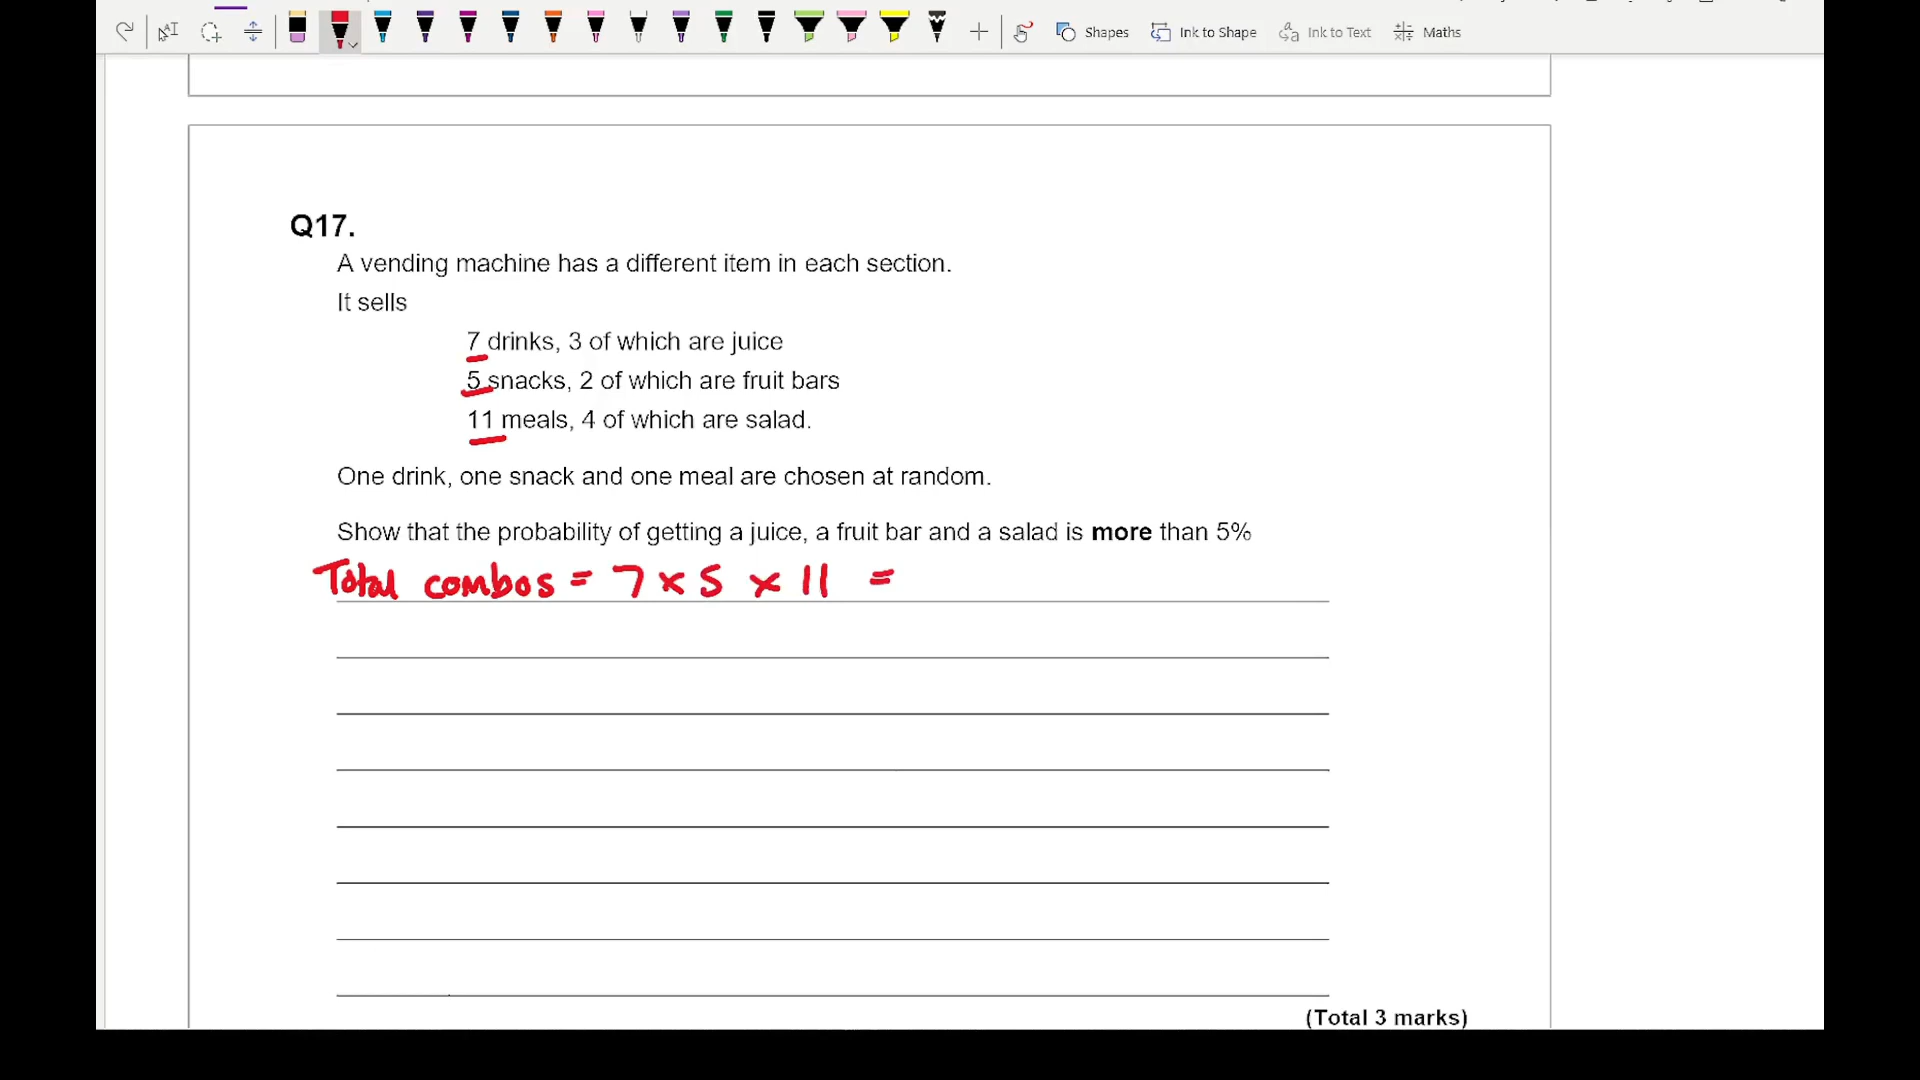 Shapes Ink to Shape Ink to Text Maths
Q17.
A vending machine has a different item in each section.
It sells
7 drinks, 3 of which are juice
5 snacks, 2 of which are fruit bars
11 meals, 4 of which are salad.
One drink, one snack and one meal are chosen at random.
Show that the probability of getting a juice, a fruit bar and a salad is more than 5%
Total combos = 7 × 5 × 11 =
(Total 3 marks)